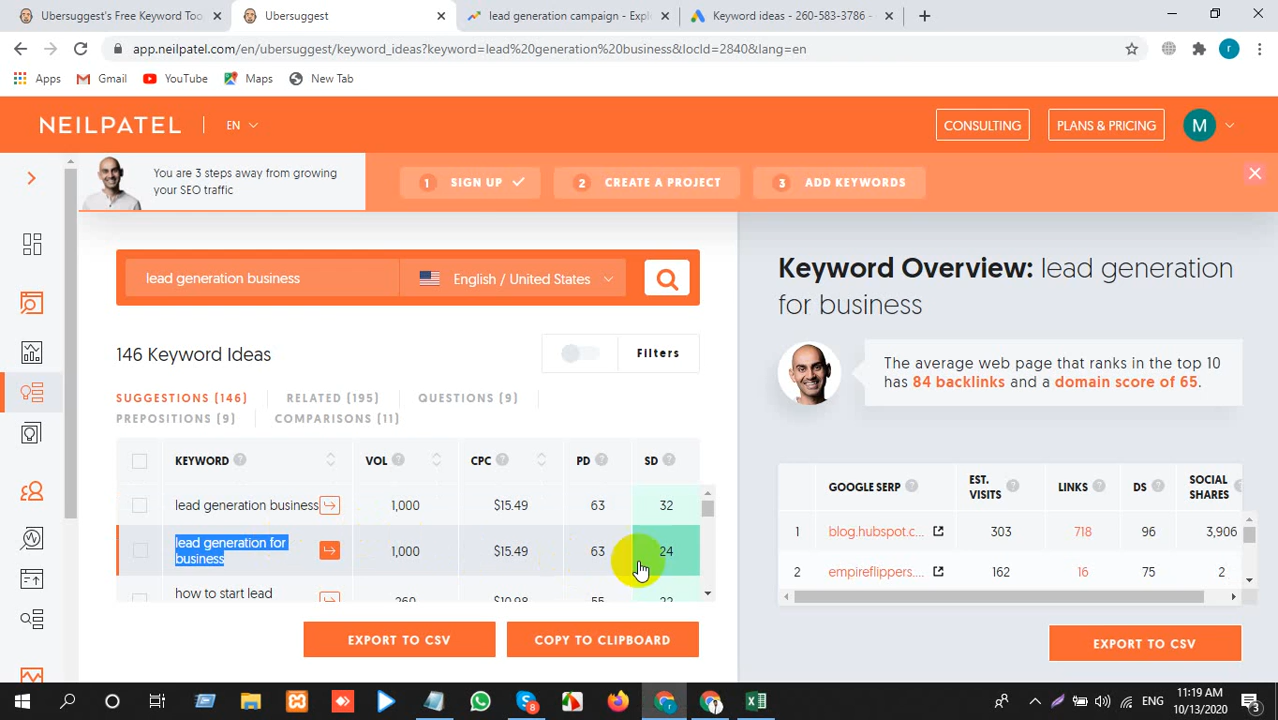 Ubersuggest's Free Keyword Too
Ubersuggest
lead generation campaign - Expl
Keyword ideas - 260-583-3786 -
app.neilpatel.com/en/ubersuggest/keyword_ideas?keyword=lead%20generation%20business&locId=2840&lang=en
r
Apps
Gmail
YouTube
Maps
New Tab
NEILPATEL
EN
CONSULTING
PLANS & PRICING
M
You are 3 steps away from growing
your SEO traffic
1 SIGN UP
2 CREATE A PROJECT
3 ADD KEYWORDS
lead generation business
English / United States
146 Keyword Ideas
Filters
SUGGESTIONS (146)
RELATED (195)
QUESTIONS (9)
PREPOSITIONS (9)
COMPARISONS (11)
KEYWORD ? VOL ? CPC ? PD ? SD ?
lead generation business 1,000 $15.49 63 32
lead generation for
business
1,000 $15.49 63 24
how to start lead
260 $10.98 55 22
EXPORT TO CSV
COPY TO CLIPBOARD
Keyword Overview: lead generation
for business
The average web page that ranks in the top 10
has 84 backlinks and a domain score of 65.
GOOGLE SERP ? EST.
VISITS ? LINKS ? DS ? SOCIAL
SHARES
1 blog.hubspot.c... 303 718 96 3,906
2 empireflippers.... 162 16 75 2
EXPORT TO CSV
8
r
ENG
11:19 AM
10/13/2020
3